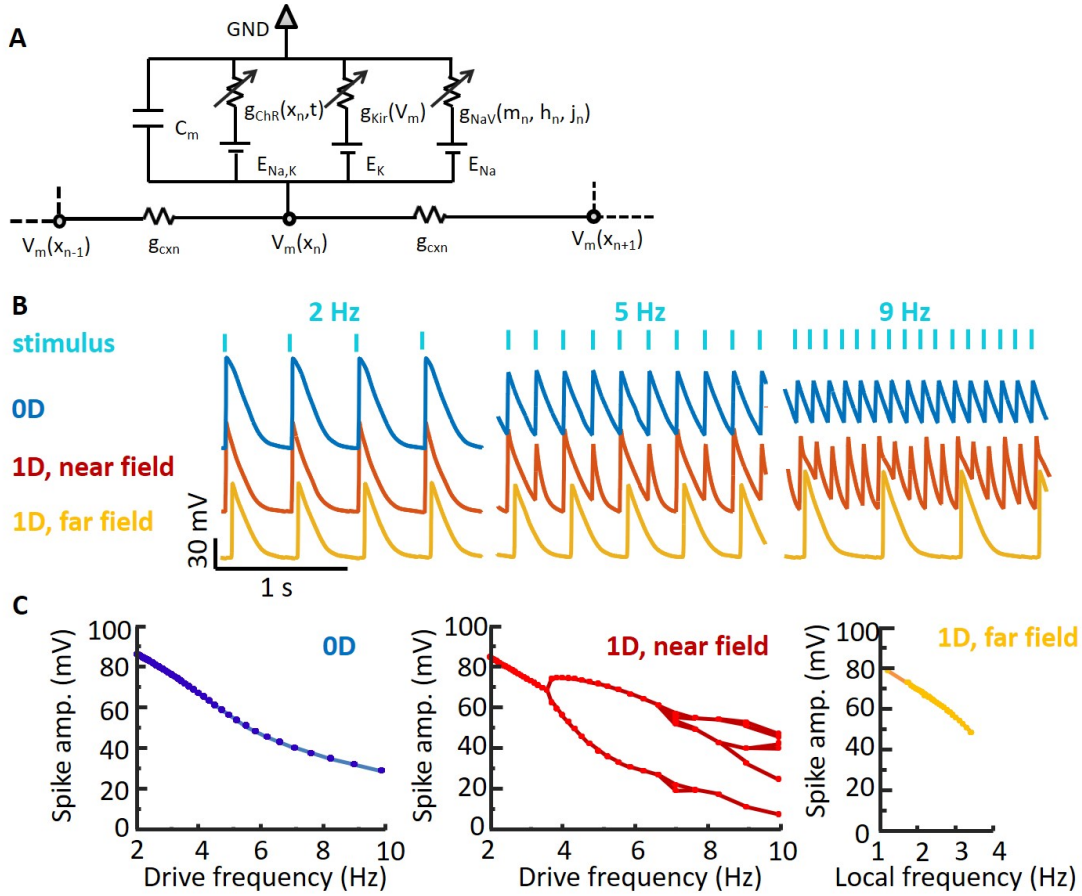 A
GND
C_m
g_ChR(x_n,t)
g_Kir(V_m)
g_NaV(m_n, h_n, j_n)
E_Na,K
E_K
E_Na
V_m(x_n-1)
g_cxn
V_m(x_n)
g_cxn
V_m(x_n+1)
B
2 Hz
5 Hz
9 Hz
stimulus
0D
1D, near field
1D, far field
30 mV
1 s
C
Spike amp. (mV)
100
80
60
40
20
0
2
4
6
8
10
Drive frequency (Hz)
0D
Spike amp. (mV)
100
80
60
40
20
0
2
4
6
8
10
Drive frequency (Hz)
1D, near field
Spike amp. (mV)
100
80
60
40
20
0
1
2
3
4
Local frequency (Hz)
1D, far field